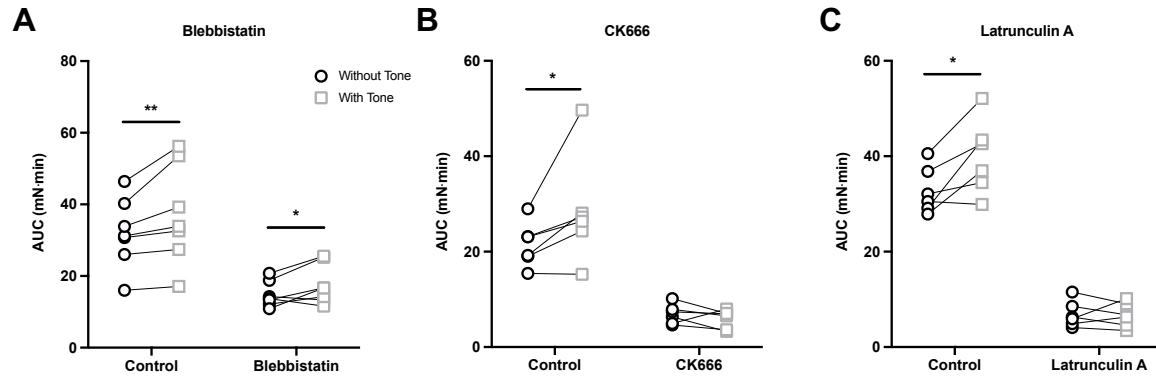 A
Blebbistatin
80
60
40
20
0
AUC (mN·min)
**
*
Without Tone
With Tone
Control
Blebbistatin
B
CK666
60
40
20
0
AUC (mN·min)
*
Control
CK666
C
Latrunculin A
60
40
20
0
AUC (mN·min)
*
Control
Latrunculin A